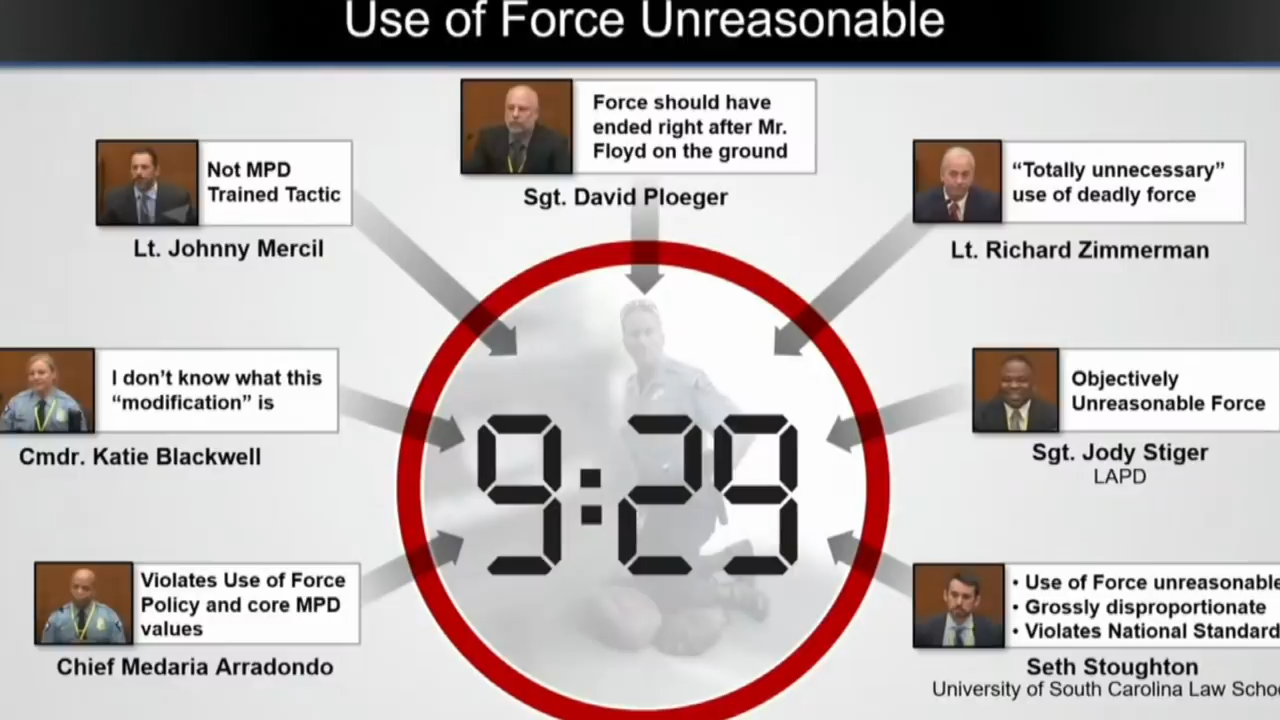 Use of Force Unreasonable
Force should have
ended right after Mr.
Floyd on the ground
Sgt. David Ploeger
Not MPD
Trained Tactic
Lt. Johnny Mercil
“Totally unnecessary”
use of deadly force
Lt. Richard Zimmerman
I don’t know what this
“modification” is
Cmdr. Katie Blackwell
9:29
Objectively
Unreasonable Force
Sgt. Jody Stiger
LAPD
Violates Use of Force
Policy and core MPD
values
Chief Medaria Arradondo
• Use of Force unreasonable
• Grossly disproportionate
• Violates National Standard
Seth Stoughton
University of South Carolina Law Schoo